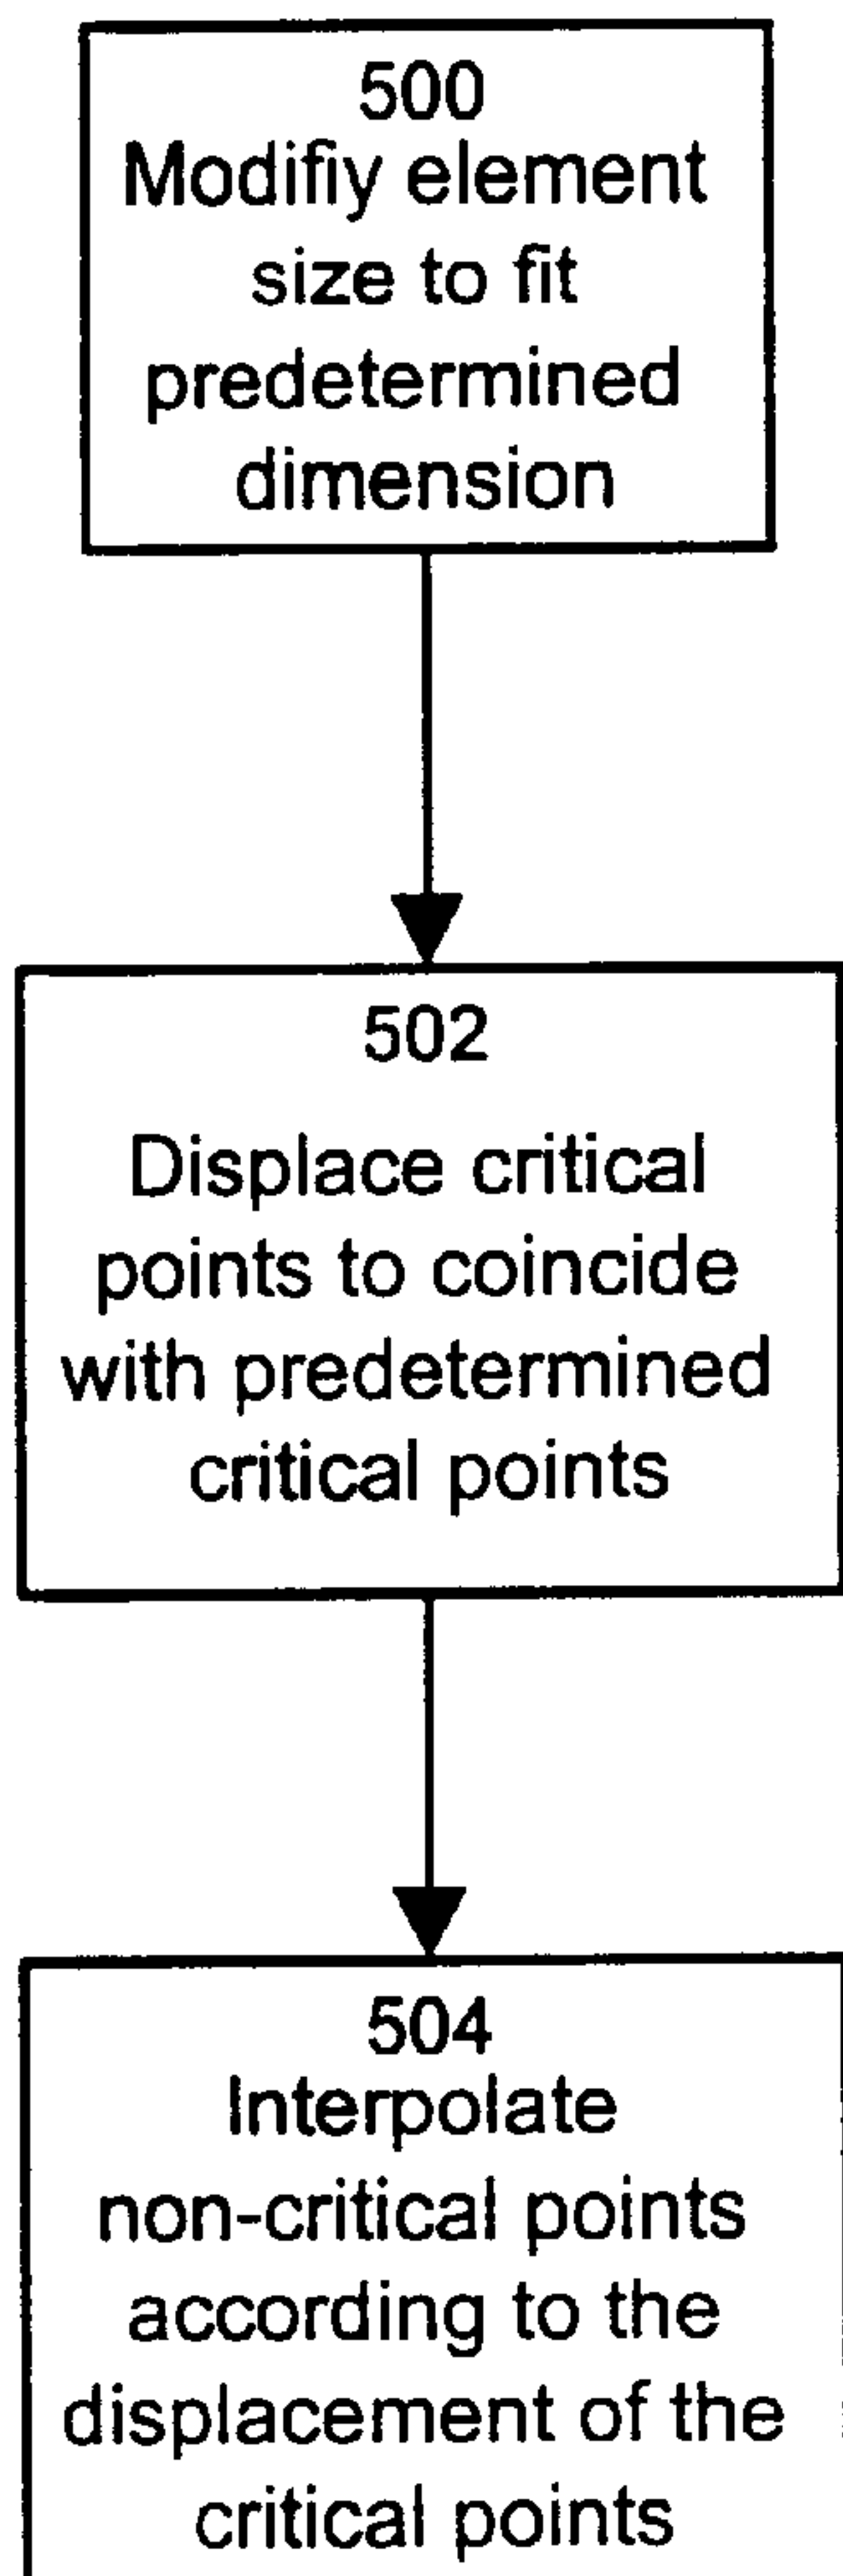 500
Modifiy element
size to fit
predetermined
dimension
502
Displace critical
points to coincide
with predetermined
critical points
504
Interpolate
non-critical points
according to the
displacement of the
critical points